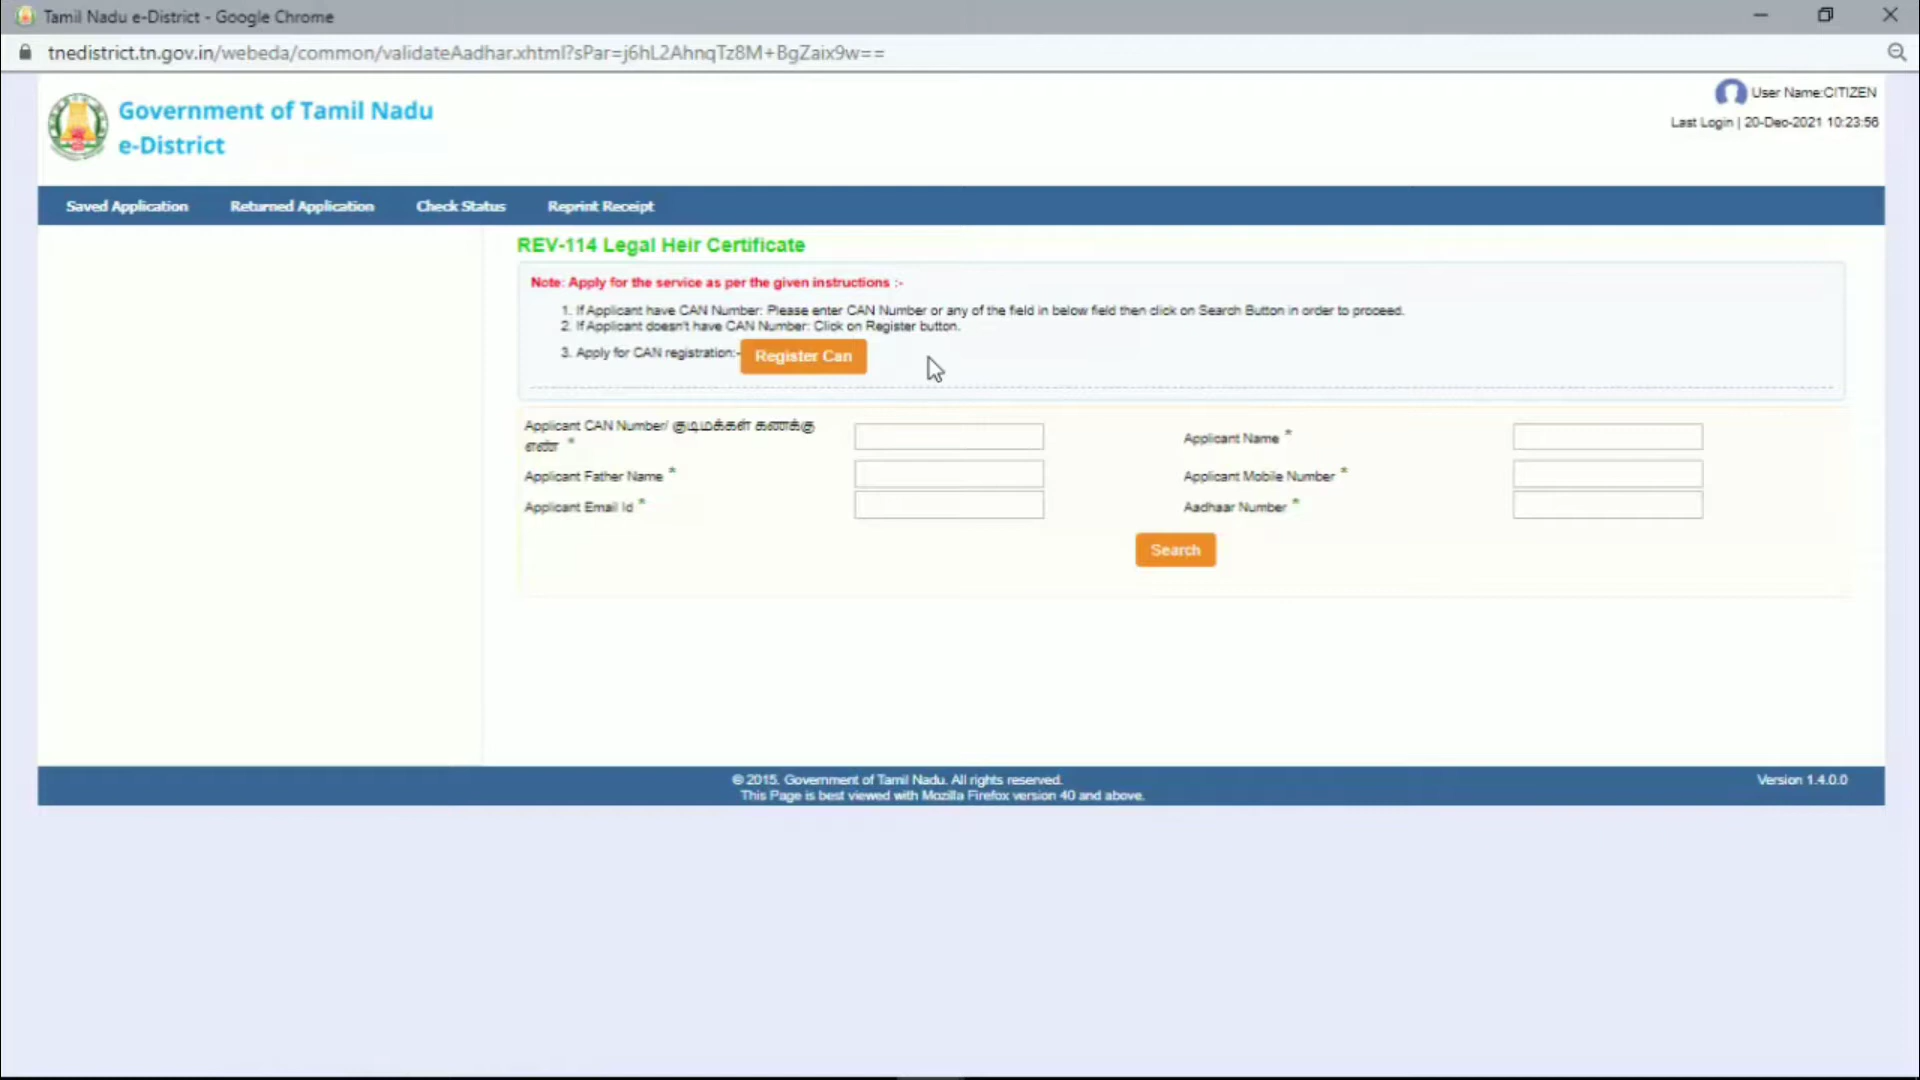 Tamil Nadu e-District - Google Chrome
tnedistrict.tn.gov.in/webeda/common/validateAadhar.xhtml?sPar=j6hL2AhnqTz8M+BgZaix9w==
Government of Tamil Nadu
e-District
User Name:CITIZEN
Last Login | 20-Dec-2021 10:23:56
Saved Application Returned Application Check Status Reprint Receipt
REV-114 Legal Heir Certificate
Note: Apply for the service as per the given instructions :-
1. If Applicant have CAN Number: Please enter CAN Number or any of the field in below field then click on Search Button in order to proceed.
2. If Applicant doesn't have CAN Number: Click on Register button.
3. Apply for CAN registration:- Register Can
Applicant CAN Number/ குடிமக்கள் கணக்கு
எண் *
Applicant Name *
Applicant Father Name * Applicant Mobile Number *
Applicant Email Id * Aadhaar Number *
Search
© 2015. Government of Tamil Nadu. All rights reserved. Version 1.4.0.0
This Page is best viewed with Mozilla Firefox version 40 and above.